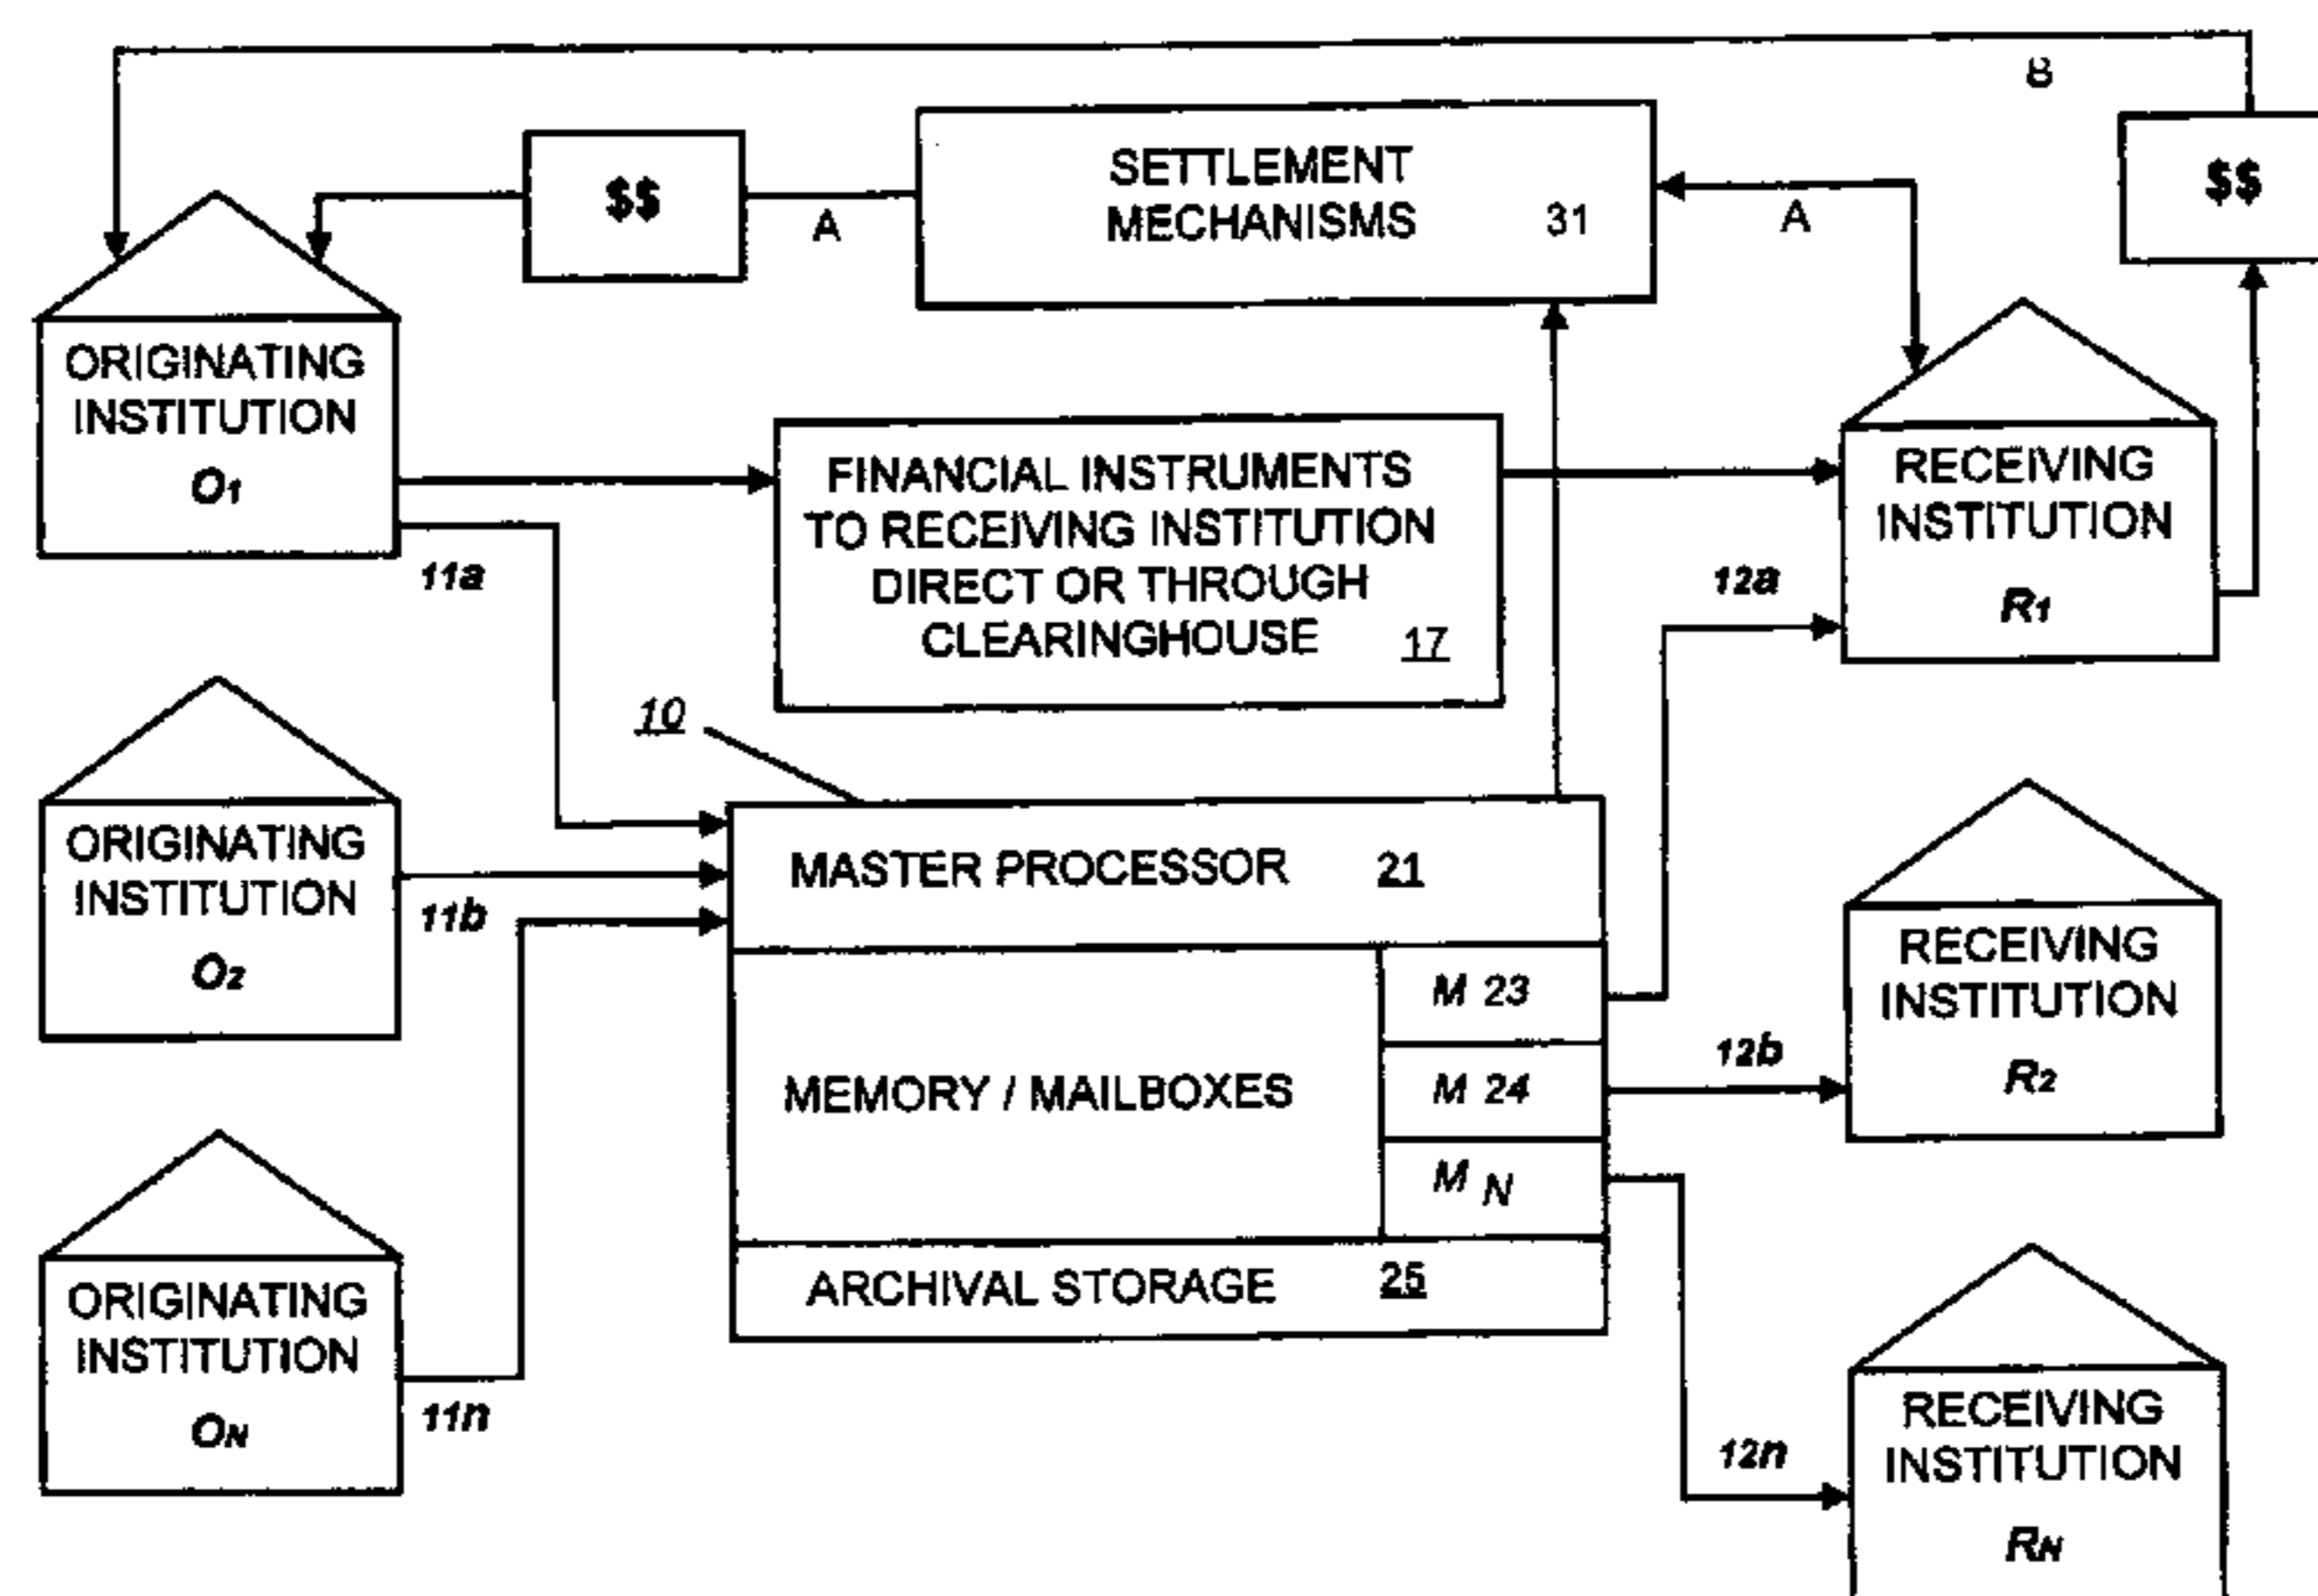 B
$$
A
SETTLEMENT
MECHANISMS 31
A
$$
ORIGINATING
INSTITUTION
O1
11a
FINANCIAL INSTRUMENTS
TO RECEIVING INSTITUTION
DIRECT OR THROUGH
CLEARINGHOUSE 17
12a
RECEIVING
INSTITUTION
R1
10
ORIGINATING
INSTITUTION
O2
11b
MASTER PROCESSOR 21
MEMORY / MAILBOXES
M 23
M 24
M N
ARCHIVAL STORAGE 25
12b
RECEIVING
INSTITUTION
R2
ORIGINATING
INSTITUTION
ON
11n
12n
RECEIVING
INSTITUTION
RN